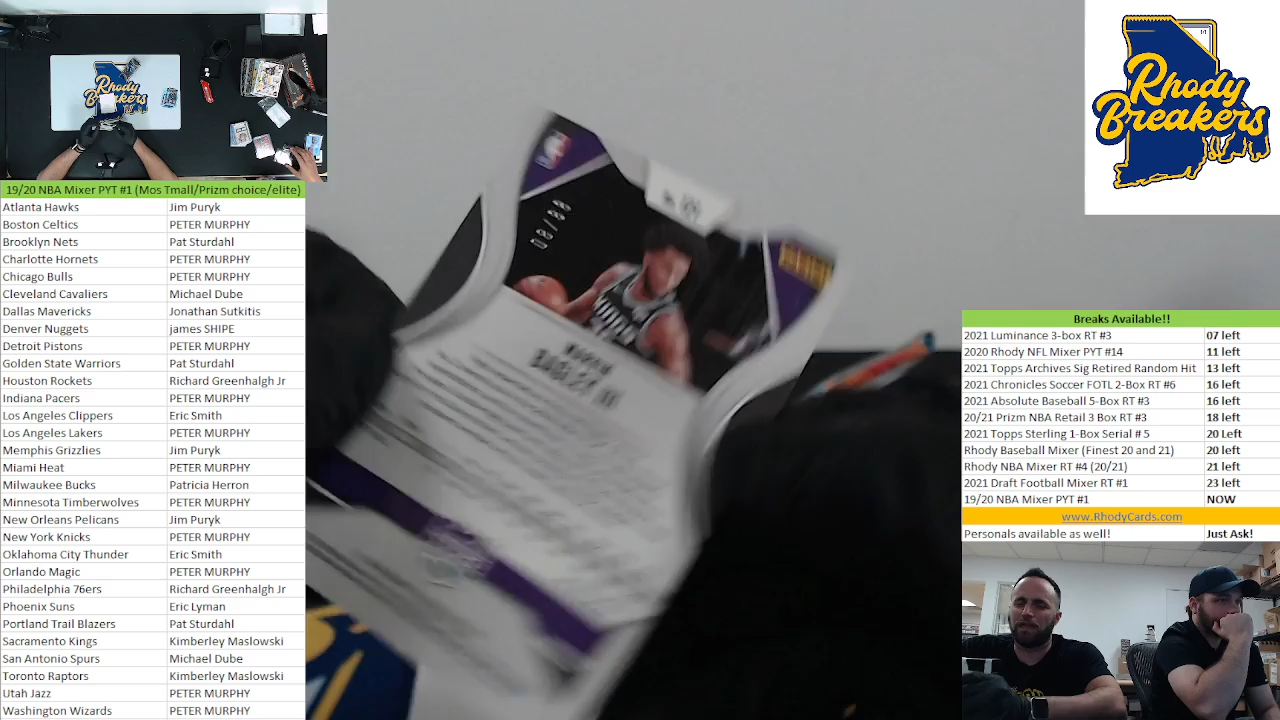 19/20 NBA Mixer PYT #1 (Mos Tmall/Prizm choice/elite)
Atlanta Hawks Jim Puryk
Boston Celtics PETER MURPHY
Brooklyn Nets Pat Sturdahl
Charlotte Hornets PETER MURPHY
Chicago Bulls PETER MURPHY
Cleveland Cavaliers Michael Dube
Dallas Mavericks Jonathan Sutkitis
Denver Nuggets james SHIPE
Detroit Pistons PETER MURPHY
Golden State Warriors Pat Sturdahl
Houston Rockets Richard Greenhalgh Jr
Indiana Pacers PETER MURPHY
Los Angeles Clippers Eric Smith
Los Angeles Lakers PETER MURPHY
Memphis Grizzlies Jim Puryk
Miami Heat PETER MURPHY
Milwaukee Bucks Patricia Herron
Minnesota Timberwolves PETER MURPHY
New Orleans Pelicans Jim Puryk
New York Knicks PETER MURPHY
Oklahoma City Thunder Eric Smith
Orlando Magic PETER MURPHY
Philadelphia 76ers Richard Greenhalgh Jr
Phoenix Suns Eric Lyman
Portland Trail Blazers Pat Sturdahl
Sacramento Kings Kimberley Maslowski
San Antonio Spurs Michael Dube
Toronto Raptors Kimberley Maslowski
Utah Jazz PETER MURPHY
Washington Wizards PETER MURPHY
Rhody
Breakers
MARVIN
BAGLEY III
Rhody
Breakers
Breaks Available!!
2021 Luminance 3-box RT #3 07 left
2020 Rhody NFL Mixer PYT #14 11 left
2021 Topps Archives Sig Retired Random Hit 13 left
2021 Chronicles Soccer FOTL 2-Box RT #6 16 left
2021 Absolute Baseball 5-Box RT #3 16 left
20/21 Prizm NBA Retail 3 Box RT #3 18 left
2021 Topps Sterling 1-Box Serial # 5 20 Left
Rhody Baseball Mixer (Finest 20 and 21) 20 left
Rhody NBA Mixer RT #4 (20/21) 21 left
2021 Draft Football Mixer RT #1 23 left
19/20 NBA Mixer PYT #1 NOW
www.RhodyCards.com
Personals available as well! Just Ask!